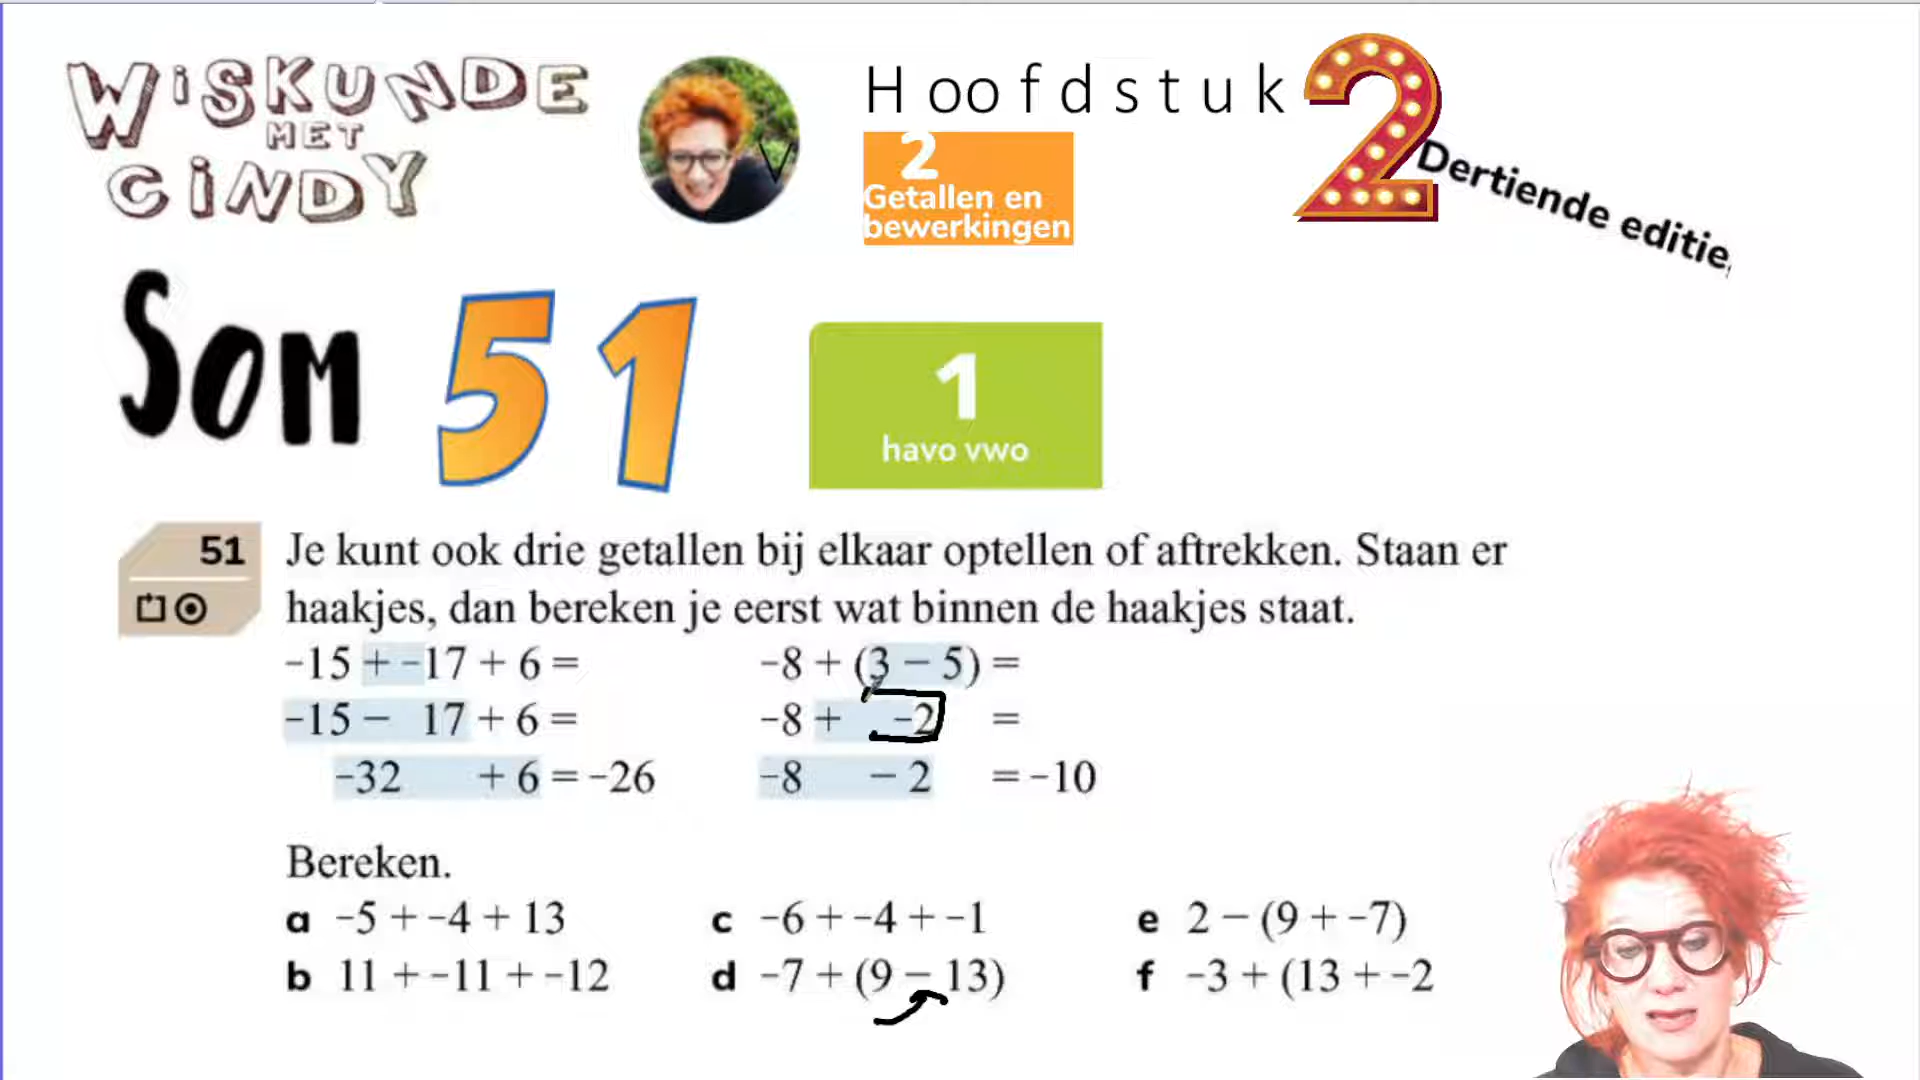 WiSKUNDE
MET
CiNDY
Hoofdstuk 2
2
Getallen en
bewerkingen
Dertiende editie
Som 51
1
havo vwo
51 Je kunt ook drie getallen bij elkaar optellen of aftrekken. Staan er
haakjes, dan bereken je eerst wat binnen de haakjes staat.
-15 + -17 + 6 = -8 + (3 – 5) =
-15 – 17 + 6 = -8 + -2 =
-32 + 6 = -26 -8 – 2 = -10
Bereken.
a -5 + -4 + 13 c -6 + -4 + -1 e 2 – (9 + -7)
b 11 + -11 + -12 d -7 + (9 – 13) f -3 + (13 + -2